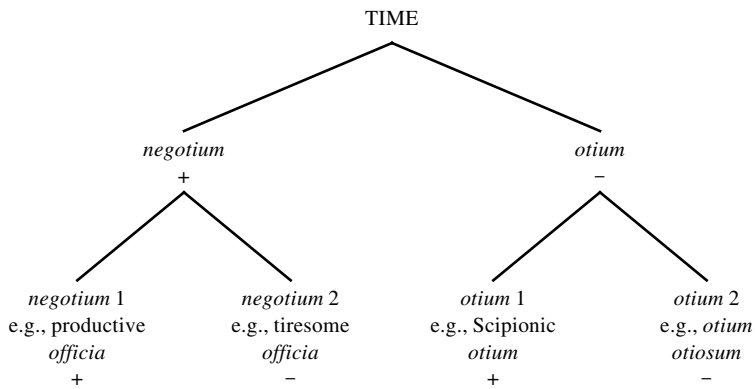 TIME
negotium
+
otium
–
negotium 1
e.g., productive
officia
+
negotium 2
e.g., tiresome
officia
–
otium 1
e.g., Scipionic
otium
+
otium 2
e.g., otium
otiosum
–